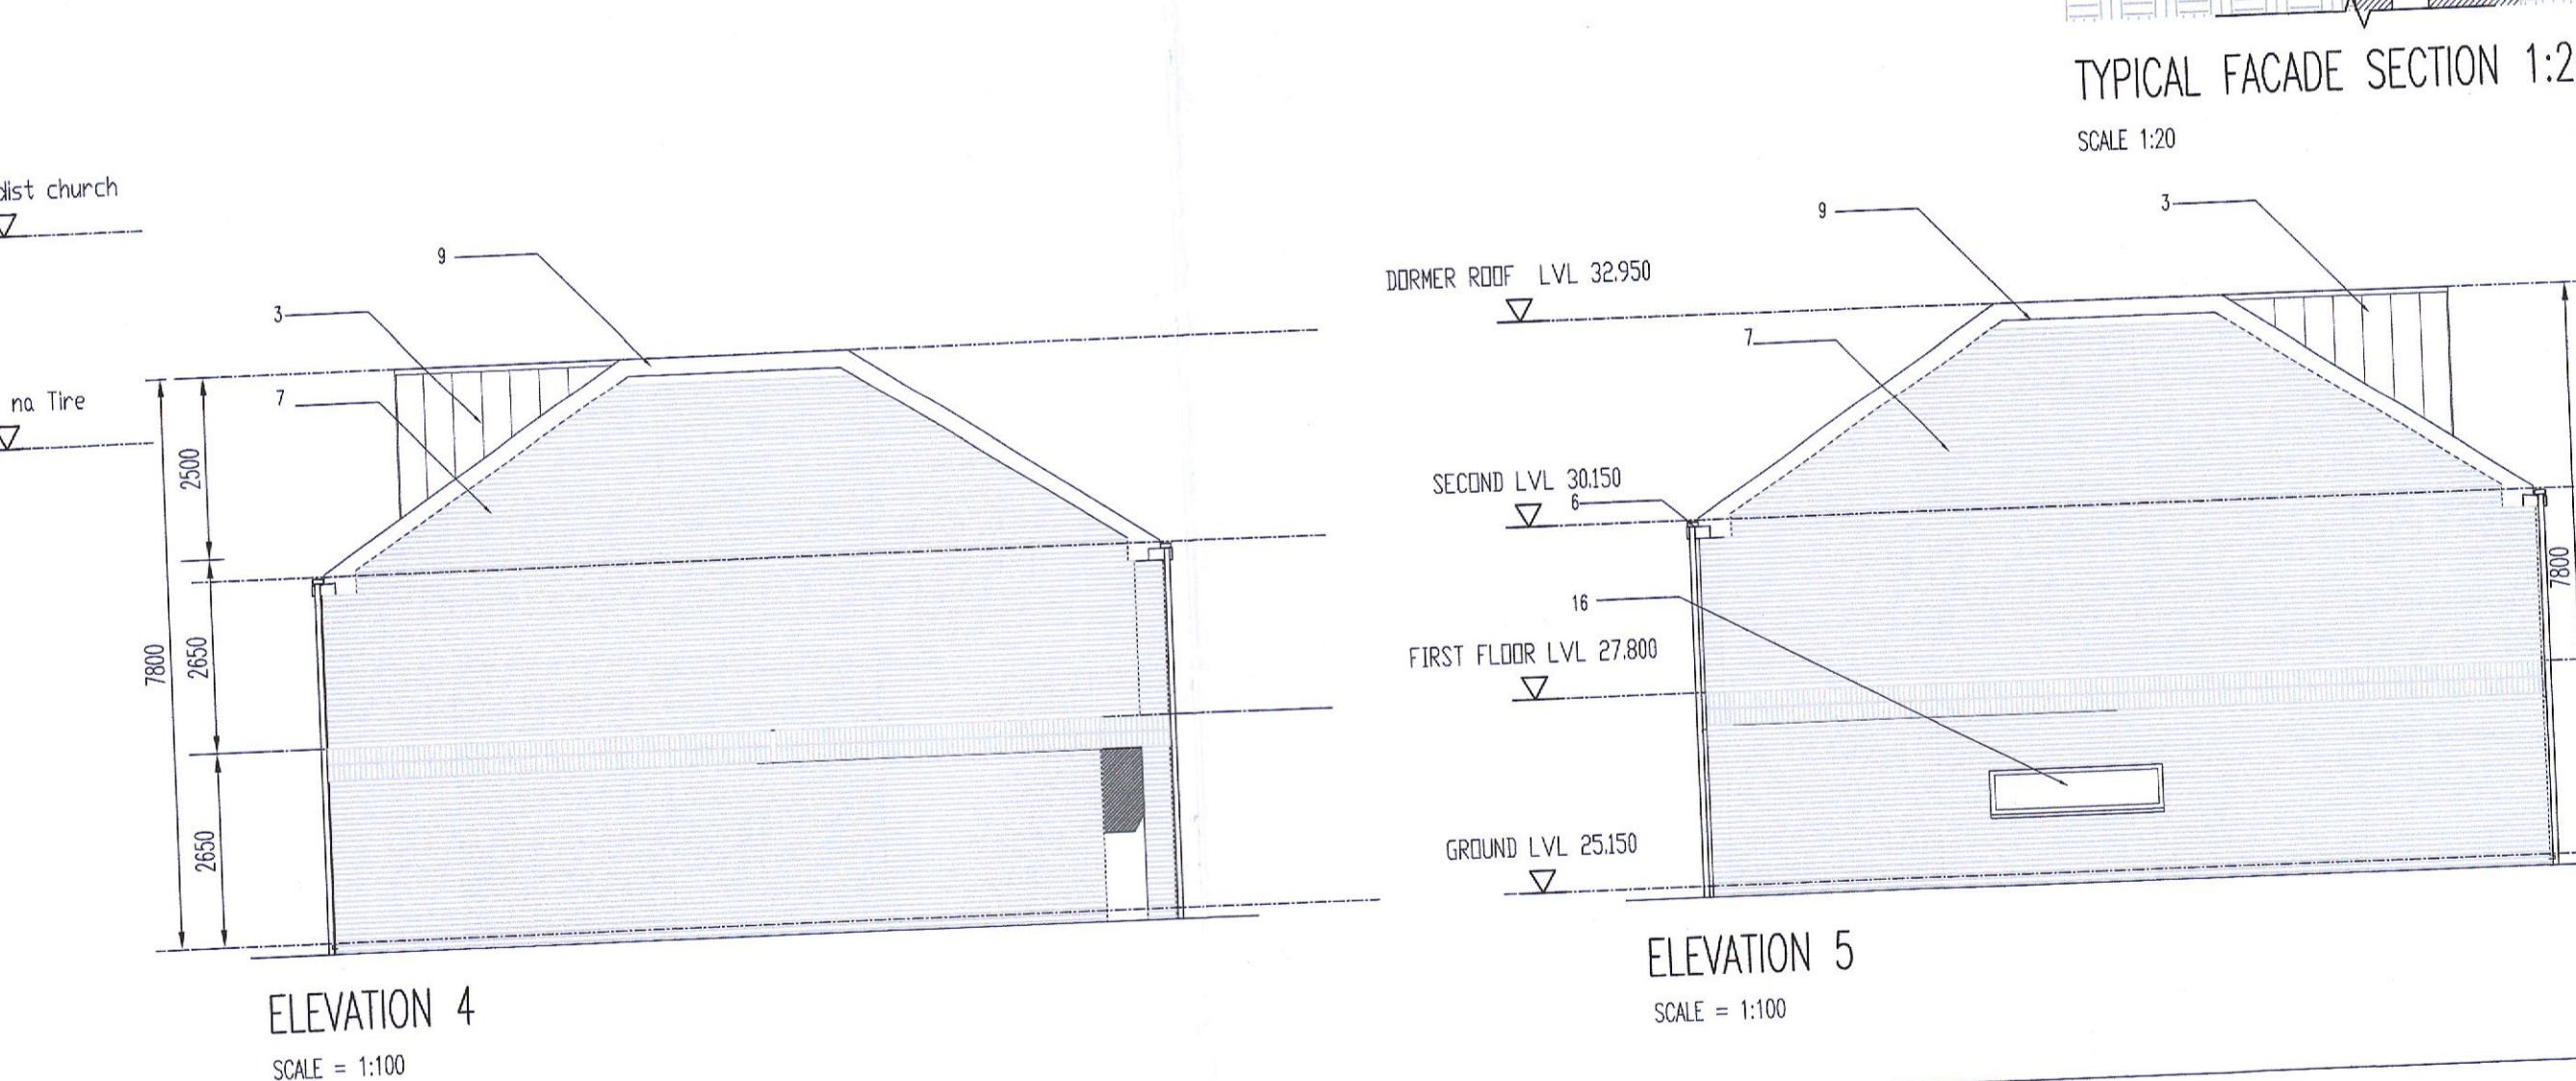 TYPICAL FACADE SECTION 1:2
SCALE 1:20
dist church
na Tire
9
3
7
2500
2650
7800
2650
ELEVATION 4
SCALE = 1:100
9
3
DORMER ROOF LVL 32.950
7
SECOND LVL 30.150
6
16
FIRST FLOOR LVL 27.800
GROUND LVL 25.150
7800
ELEVATION 5
SCALE = 1:100